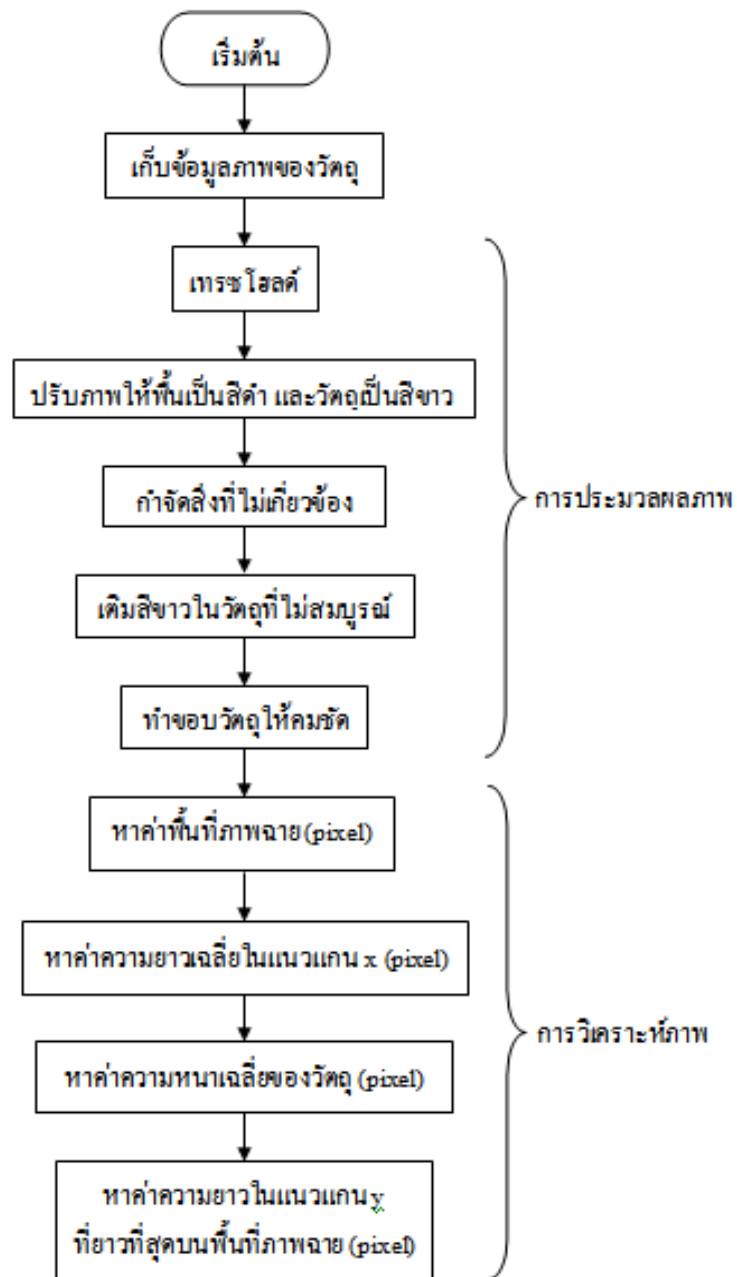 เริ่มต้น
เก็บข้อมูลภาพของวัตถุ
เทรชโฮลด์
ปรับภาพให้พื้นเป็นสีดำ และวัตถุเป็นสีขาว
กำจัดสิ่งที่ไม่เกี่ยวข้อง
เติมสีขาวในวัตถุที่ไม่สมบูรณ์
ทำขอบวัตถุให้คมชัด
การประมวลผลภาพ
หาค่าพื้นที่ภาพฉาย (pixel)
หาค่าความยาวเฉลี่ยในแนวแกน x (pixel)
หาค่าความหนาเฉลี่ยของวัตถุ (pixel)
หาค่าความยาวในแนวแกน y
ที่ยาวที่สุดบนพื้นที่ภาพฉาย (pixel)
การวิเคราะห์ภาพ